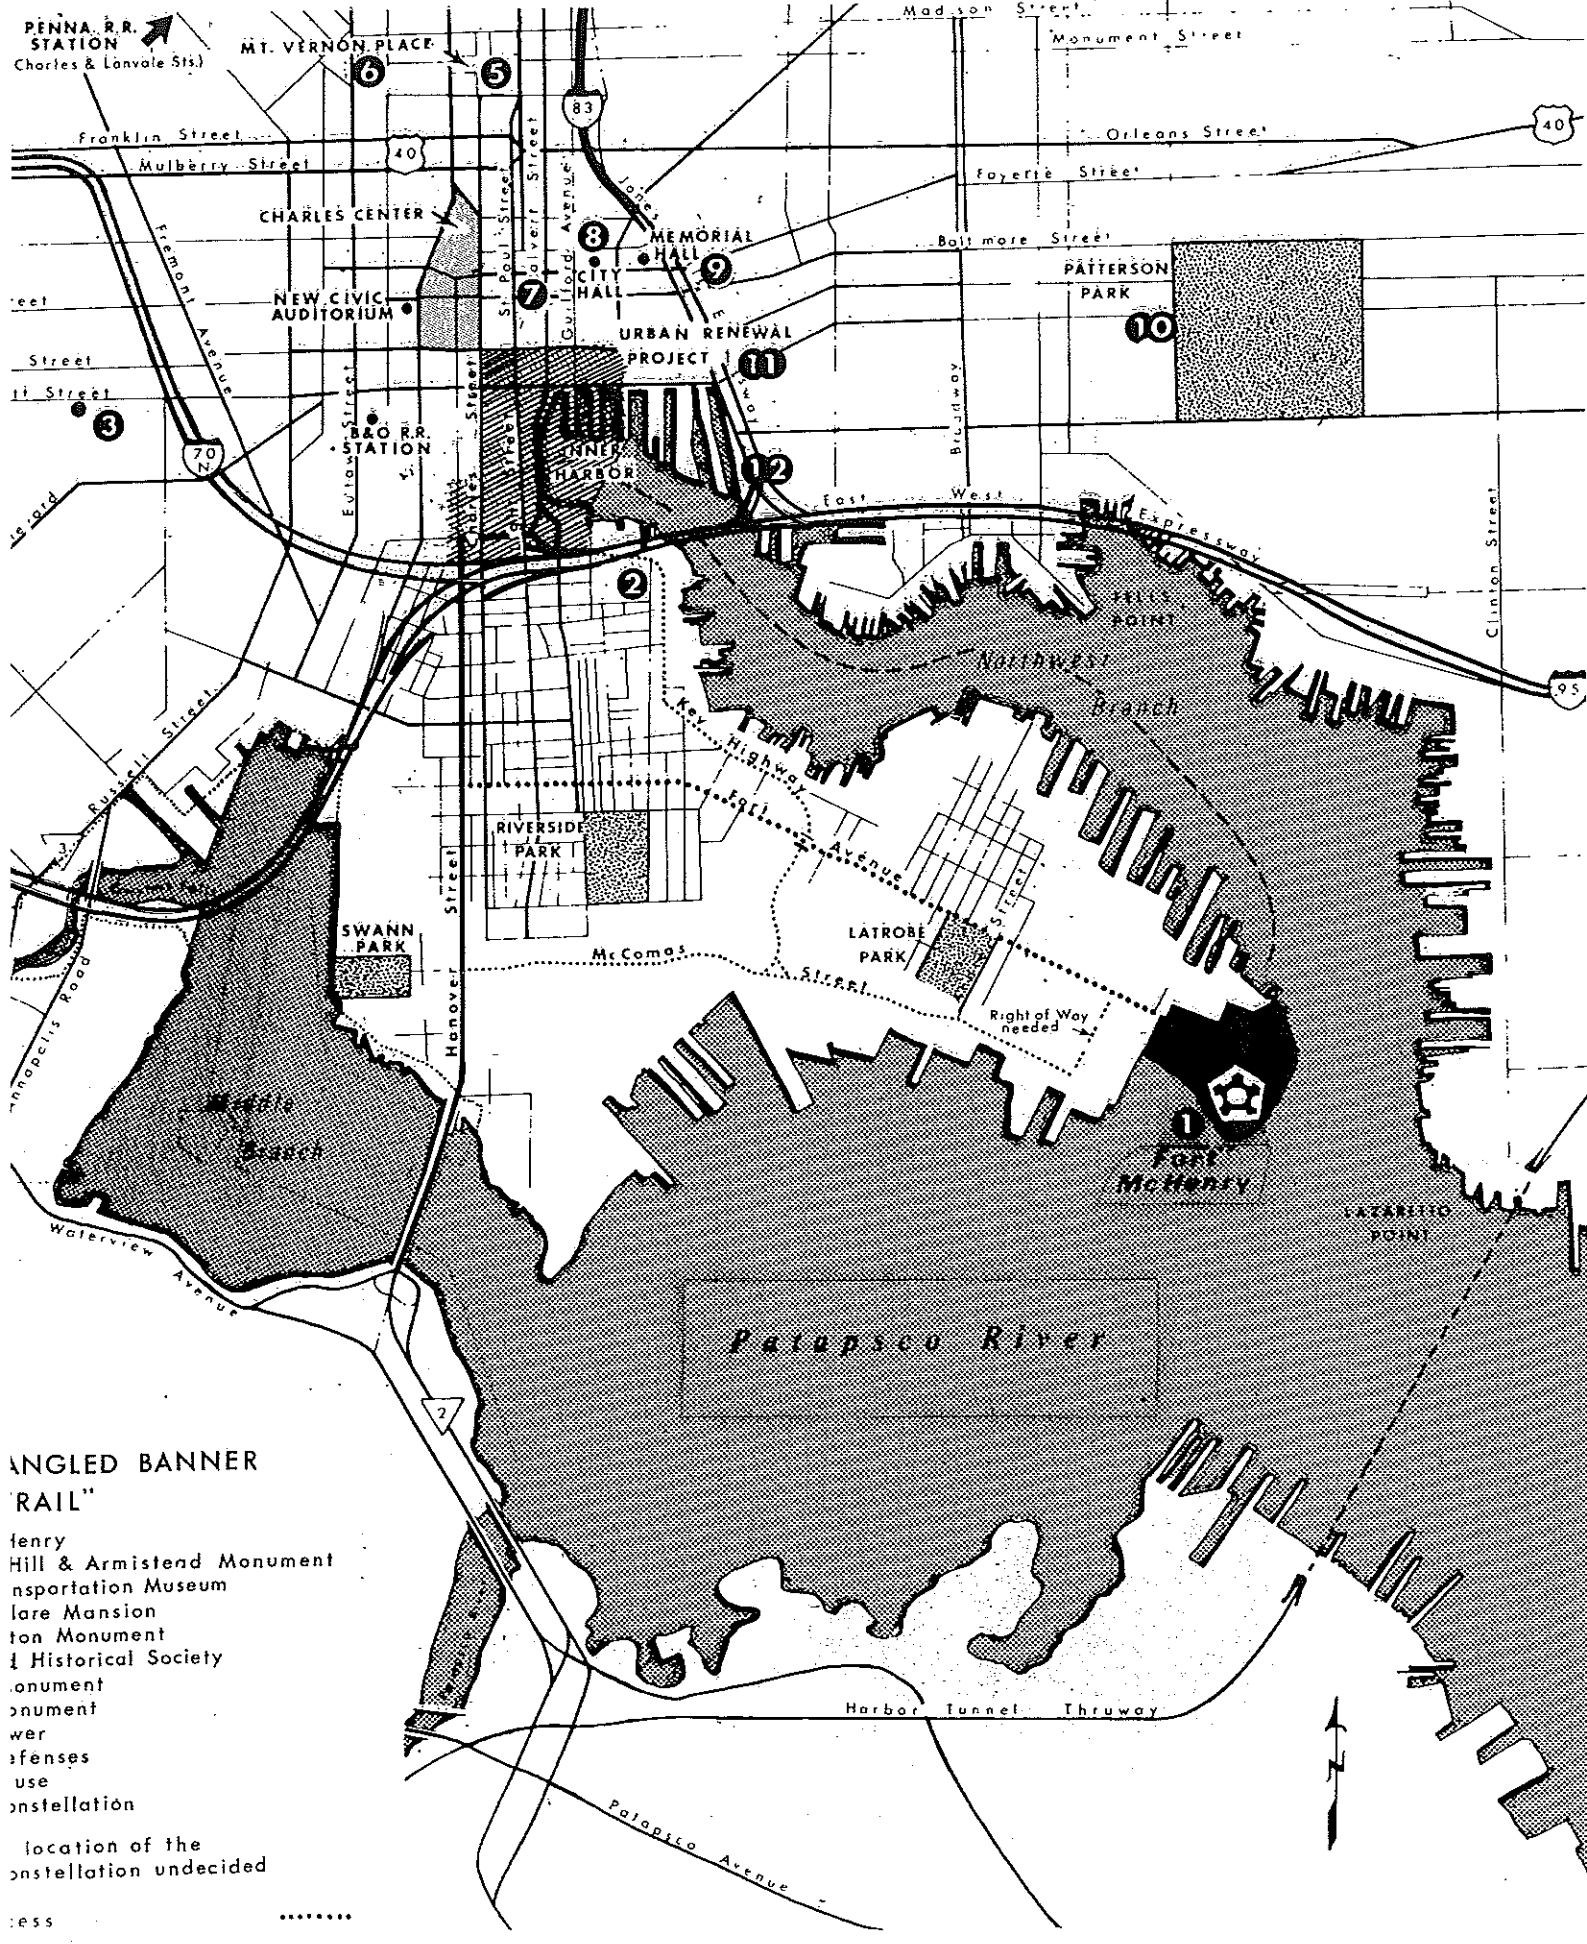 PENNA. R.R.
STATION
(Charles & Lanvale Sts.)
MT. VERNON PLACE
6
5
83
Madison Street
Monument Street
Franklin Street
Mulberry Street
40
Orleans Street
40
Fayette Street
St. Paul Street
Calvert Street
Guilford Avenue
Jones
CHARLES CENTER
Fremont Avenue
8
CITY
HALL
MEMORIAL
HALL
9
7
Baltimore Street
PATTERSON
PARK
10
NEW CIVIC
AUDITORIUM
URBAN RENEWAL
PROJECT
11
Street
3
70
N
B&O R.R.
STATION
Eutaw Street
Charles Street
INNER
HARBOR
12
Broadway
East West Expressway
Clinton Street
95
2
FELLS
POINT
Northwest
Branch
Key Highway
Fort Avenue
Russell Street
3
RIVERSIDE
PARK
Hanover Street
SWANN
PARK
McComas Street
LATROBE
PARK
Street
Right of Way
needed
Annapolis Road
Middle
Branch
1
Fort
McHenry
LAZARETTO
POINT
Waterview Avenue
Patapsco River
2
ANGLED BANNER
RAIL"
Henry
Hill & Armistead Monument
nsportation Museum
lare Mansion
ton Monument
d Historical Society
onument
onument
wer
efenses
use
onstellation
location of the
onstellation undecided
cess
Harbor Tunnel Thruway
Patapsco Avenue
N